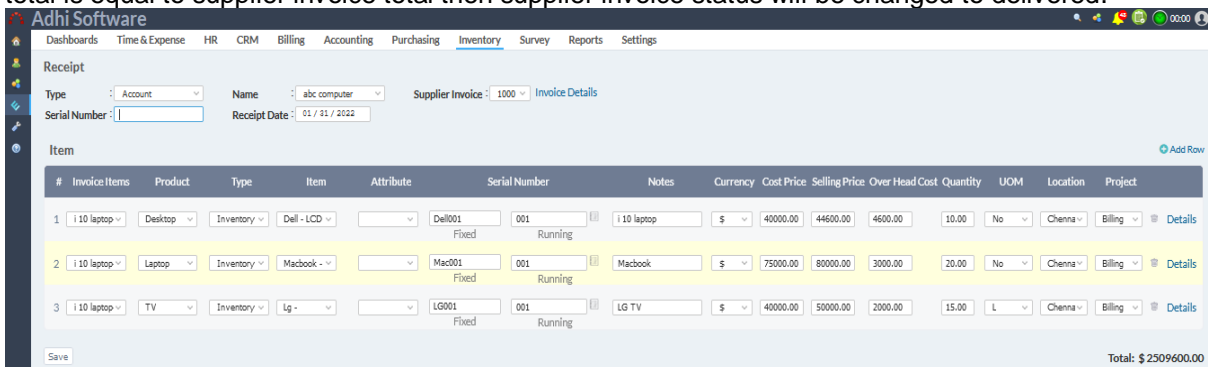 total is equal to supplier invoice total then supplier invoice status will be changed to delivered.
Adhi Software 00:00
Dashboards Time & Expense HR CRM Billing Accounting Purchasing Inventory Survey Reports Settings
Receipt
Type : Account Name : abc computer Supplier Invoice : 1000 Invoice Details
Serial Number : Receipt Date : 01 / 31 / 2022
Item Add Row
# Invoice Items Product Type Item Attribute Serial Number Notes Currency Cost Price Selling Price Over Head Cost Quantity UOM Location Project
1 i 10 laptop Desktop Inventory Dell - LCD Dell001 001 i 10 laptop $ 40000.00 44600.00 4600.00 10.00 No Chenna Billing Details
Fixed Running
2 i 10 laptop Laptop Inventory Macbook - Mac001 001 Macbook $ 75000.00 80000.00 3000.00 20.00 No Chenna Billing Details
Fixed Running
3 i 10 laptop TV Inventory Lg - LG001 001 LG TV $ 40000.00 50000.00 2000.00 15.00 L Chenna Billing Details
Fixed Running
Save Total: $ 2509600.00